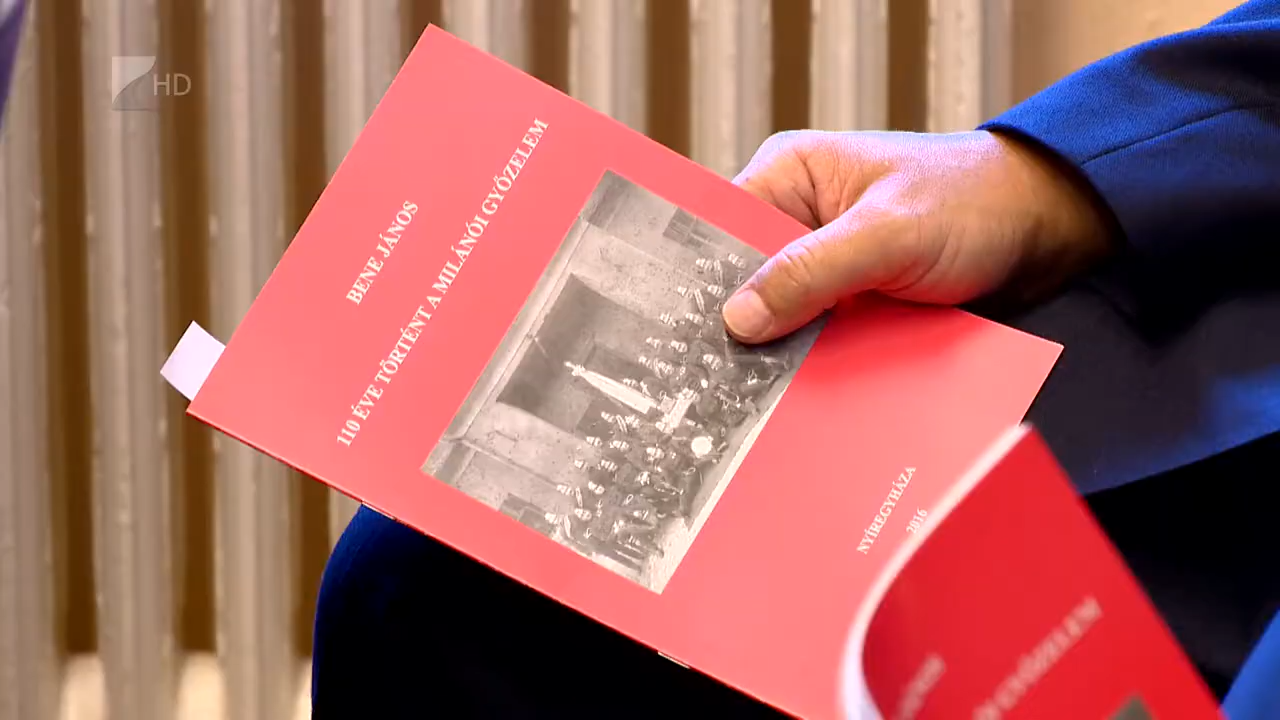 HD
BENE JÁNOS
110 ÉVE TÖRTÉNT A MILÁNÓI GYŐZELEM
NYÍREGYHÁZA
2016
GYŐZELEM